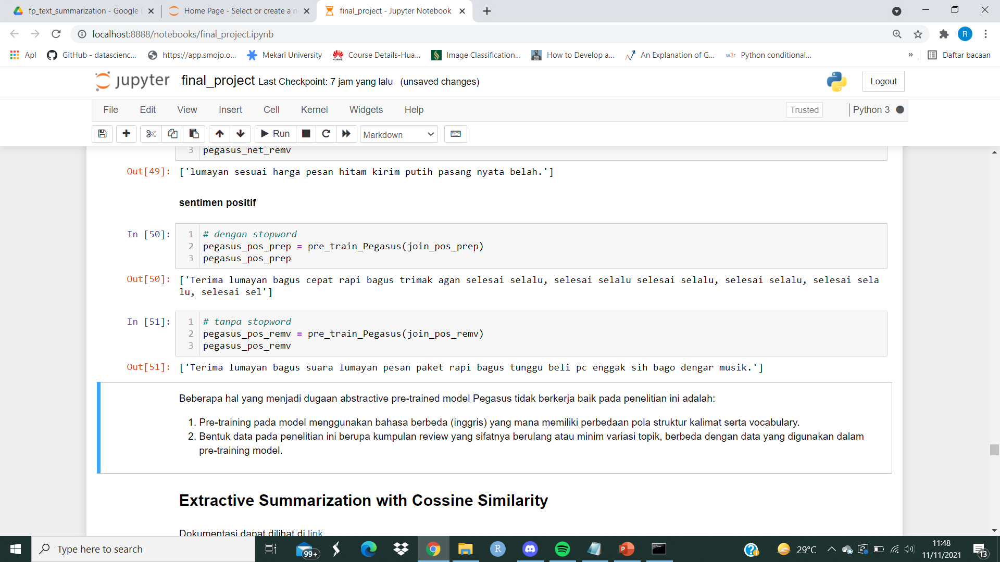 fp_text_summarization - Google
Home Page - Select or create a n
final_project - Jupyter Notebook
localhost:8888/notebooks/final_project.ipynb
R
Apl
GitHub - datascienc...
https://app.smojo.o...
Mekari University
HUAWEI
Course Details-Hua...
Image Classification...
How to Develop a...
An Explanation of G...
w3r
Python conditional...
»
Daftar bacaan
jupyter
final_project Last Checkpoint: 7 jam yang lalu (unsaved changes)
Logout
File Edit View Insert Cell Kernel Widgets Help
Trusted
Python 3
Run
Markdown
3 pegasus_net_remv
Out[49]: ['lumayan sesuai harga pesan hitam kirim putih pasang nyata belah.']
sentimen positif
In [50]: 1 # dengan stopword
2 pegasus_pos_prep = pre_train_Pegasus(join_pos_prep)
3 pegasus_pos_prep
Out[50]: ['Terima lumayan bagus cepat rapi bagus trimak agan selesai selalu, selesai selalu selesai selalu, selesai selalu, selesai sela
lu, selesai sel']
In [51]: 1 # tanpa stopword
2 pegasus_pos_remv = pre_train_Pegasus(join_pos_remv)
3 pegasus_pos_remv
Out[51]: ['Terima lumayan bagus suara lumayan pesan paket rapi bagus tunggu beli pc enggak sih bago dengar musik.']
Beberapa hal yang menjadi dugaan abstractive pre-trained model Pegasus tidak berkerja baik pada penelitian ini adalah:
1. Pre-training pada model menggunakan bahasa berbeda (inggris) yang mana memiliki perbedaan pola struktur kalimat serta vocabulary.
2. Bentuk data pada penelitian ini berupa kumpulan review yang sifatnya berulang atau minim variasi topik, berbeda dengan data yang digunakan dalam
pre-training model.
Extractive Summarization with Cossine Similarity
Dokumentasi dapat dilihat di link
Type here to search
99+
R
P
29°C
11:48
11/11/2021
13